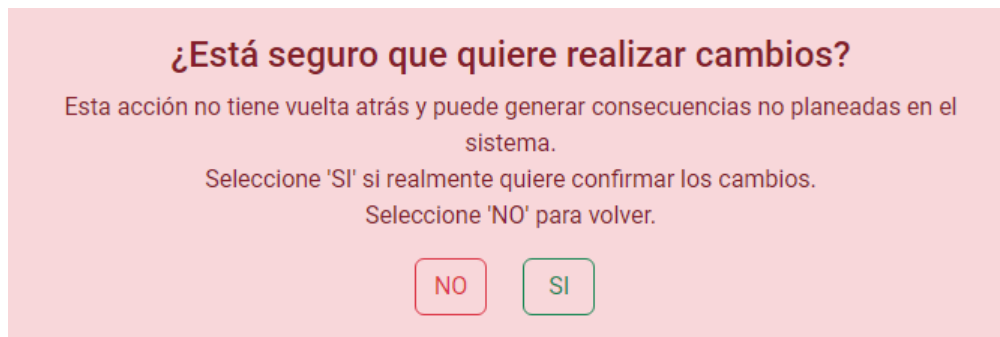 ¿Está seguro que quiere realizar cambios?
Esta acción no tiene vuelta atrás y puede generar consecuencias no planeadas en el
sistema.
Seleccione 'SI' si realmente quiere confirmar los cambios.
Seleccione 'NO' para volver.
NO SI